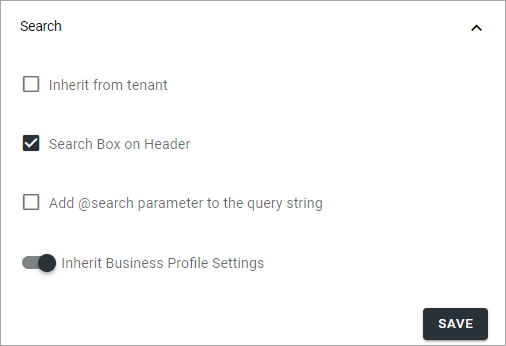 Search
Inherit from tenant
Search Box on Header
Add @search parameter to the query string
Inherit Business Profile Settings
SAVE